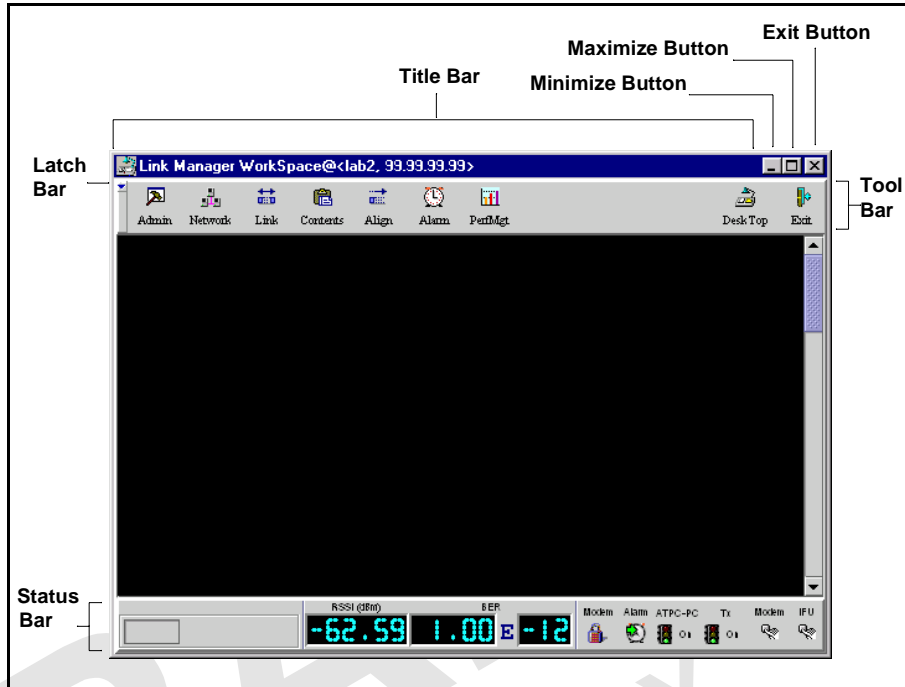 Exit Button
Maximize Button
Title Bar
Minimize Button
Latch
Bar
Link Manager WorkSpace@<lab2, 99.99.99.99>
Tool
Bar
Admin Network Link Contents Align Alarm PerfMgt DeskTop Exit
Status
Bar
RSSI (dBm) BER Modem Alarm ATPC-PC Tx Modem IFU
-62.59 1.00 E -12 On On